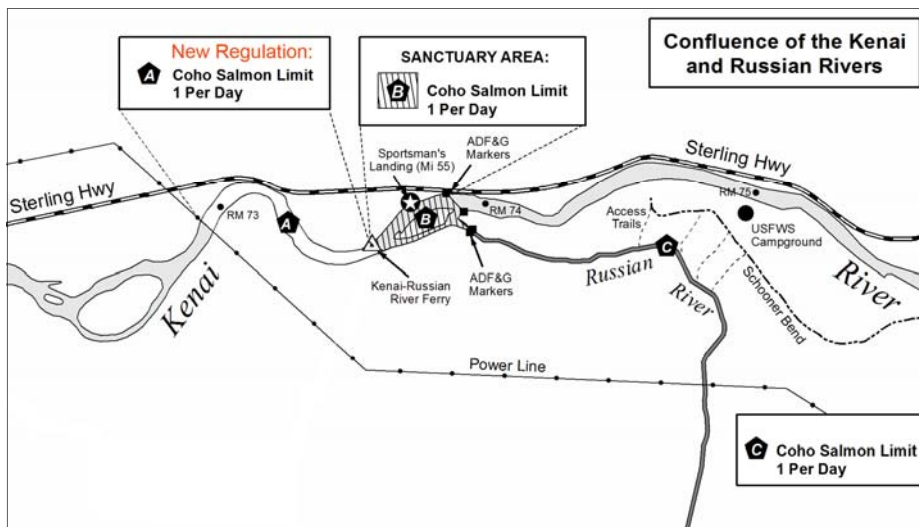 New Regulation:
A
Coho Salmon Limit
1 Per Day
SANCTUARY AREA:
B
Coho Salmon Limit
1 Per Day
Confluence of the Kenai
and Russian Rivers
Sportsman's
Landing (Mi 55)
ADF&G
Markers
Sterling Hwy
Sterling Hwy
RM 73
A
B
RM 74
RM 75
Access
Trails
USFWS
Campground
Kenai-Russian
River Ferry
ADF&G
Markers
Kenai
Russian
River
C
Schooner Bend
River
Power Line
C
Coho Salmon Limit
1 Per Day